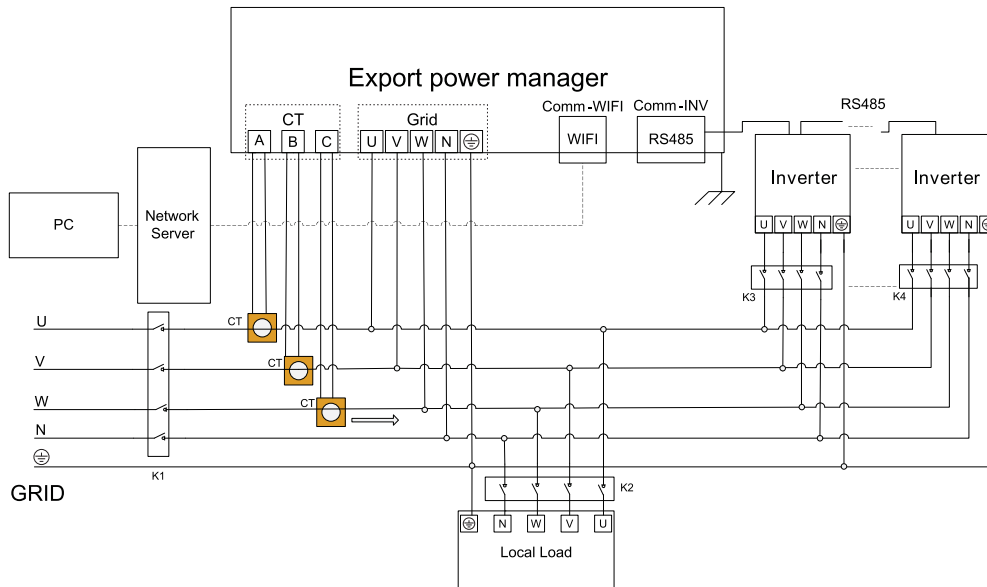 Export power manager
CT
Grid
Comm-WIFI
Comm-INV
RS485
A
B
C
U
V
W
N
WIFI
RS485
PC
Network
Server
Inverter
Inverter
U
V
W
N
U
V
W
N
K3
K4
U
CT
V
CT
W
CT
N
K1
K2
GRID
N
W
V
U
Local Load